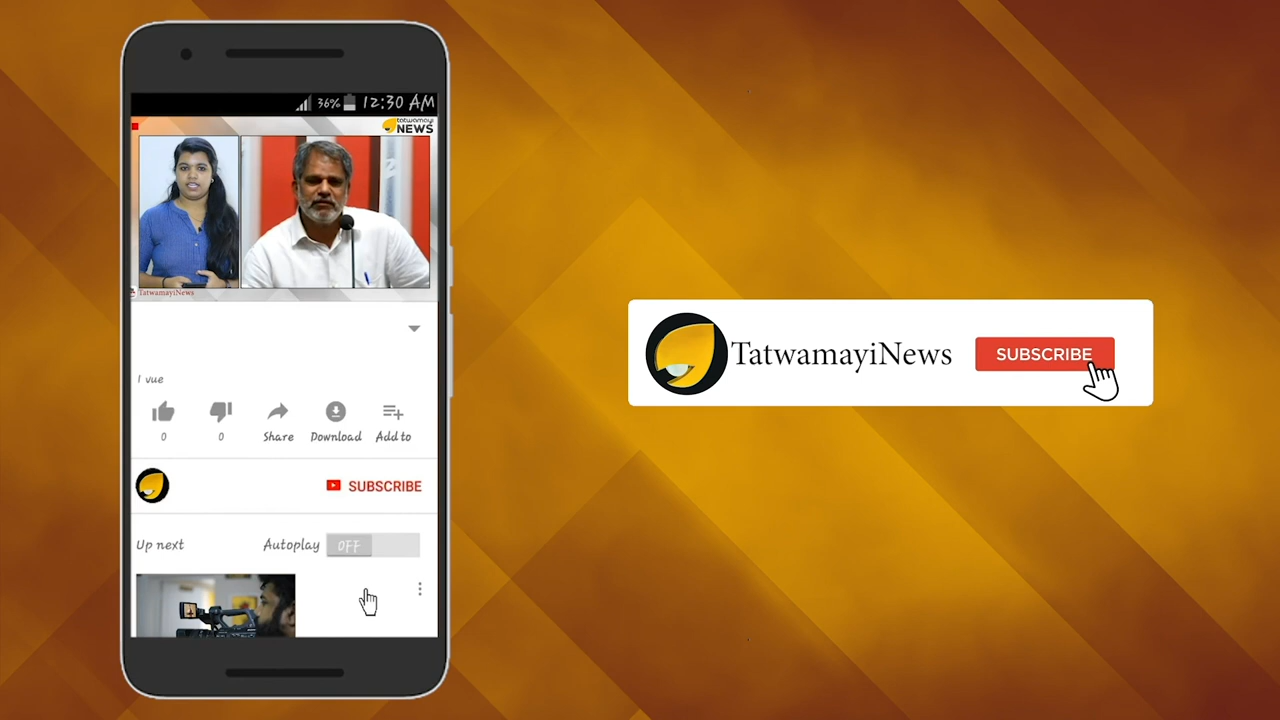 36% 12:30 AM
tatwamayi
NEWS
TatwamayiNews
1 vue
0 0 Share Download Add to
SUBSCRIBE
Up next Autoplay OFF
TatwamayiNews SUBSCRIBE